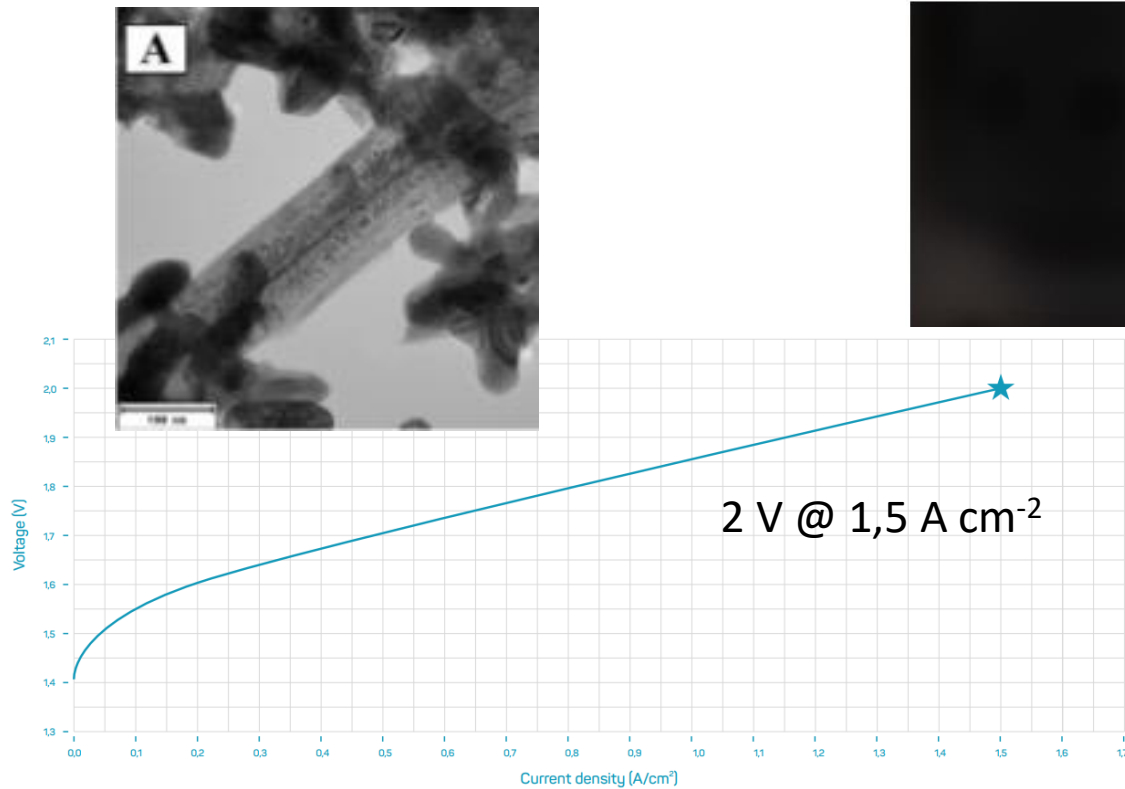 A
100 nm
2,1
2,0
1,9
1,8
1,7
1,6
1,5
1,4
1,3
Voltage (V)
2 V @ 1,5 A cm-2
0,0 0,1 0,2 0,3 0,4 0,5 0,6 0,7 0,8 0,9 1,0 1,1 1,2 1,3 1,4 1,5 1,6 1,7
Current density (A/cm²)